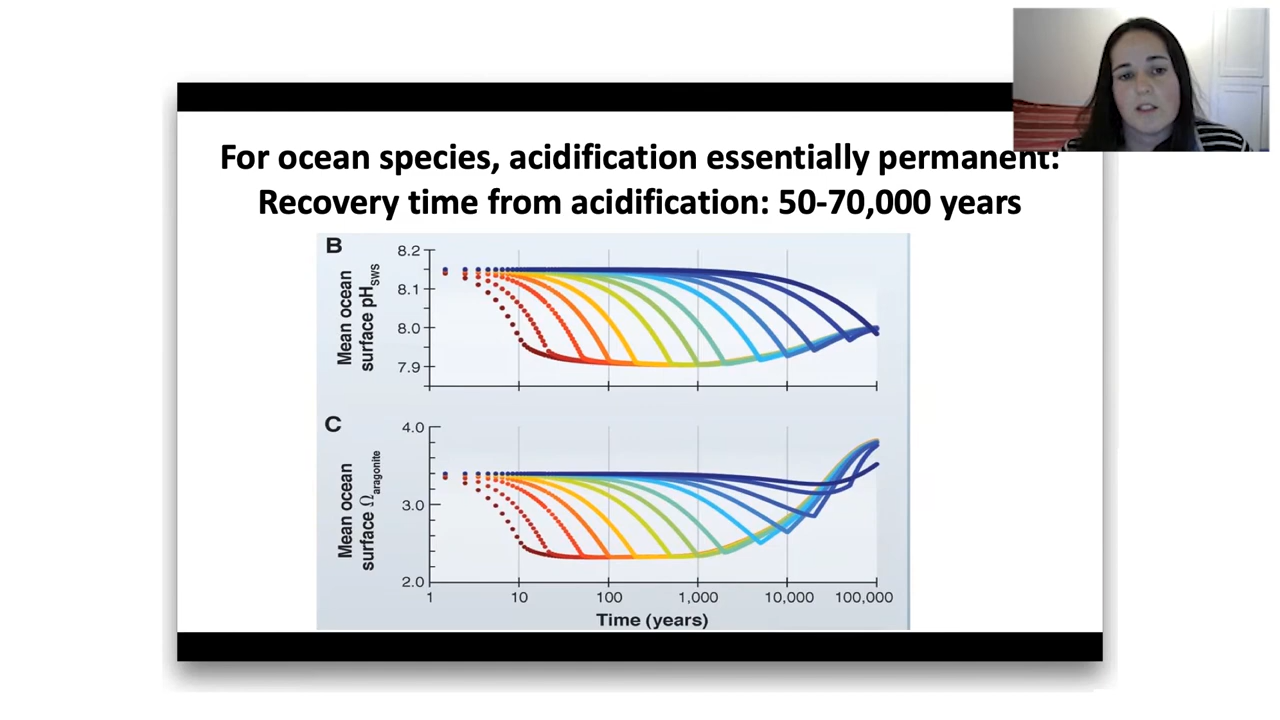 For ocean species, acidification essentially permanent:
Recovery time from acidification: 50-70,000 years
B
Mean ocean
surface pHSWS
8.2
8.1
8.0
7.9
C
Mean ocean
surface Ωaragonite
4.0
3.0
2.0
1
10
100
1,000
10,000
100,000
Time (years)